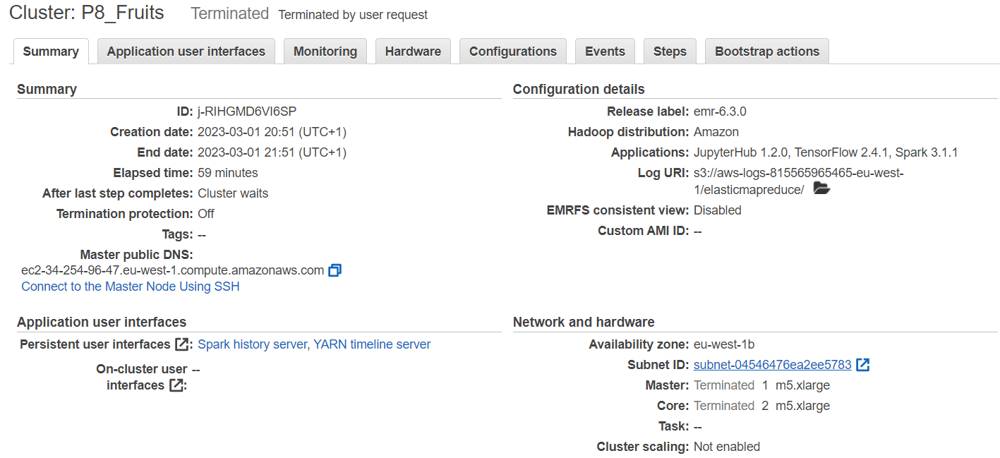 Cluster: P8_Fruits Terminated Terminated by user request
Summary Application user interfaces Monitoring Hardware Configurations Events Steps Bootstrap actions
Summary
ID: j-RIHGMD6VI6SP
Creation date: 2023-03-01 20:51 (UTC+1)
End date: 2023-03-01 21:51 (UTC+1)
Elapsed time: 59 minutes
After last step completes: Cluster waits
Termination protection: Off
Tags: --
Master public DNS:
ec2-34-254-96-47.eu-west-1.compute.amazonaws.com
Connect to the Master Node Using SSH
Configuration details
Release label: emr-6.3.0
Hadoop distribution: Amazon
Applications: JupyterHub 1.2.0, TensorFlow 2.4.1, Spark 3.1.1
Log URI: s3://aws-logs-815565965465-eu-west-
1/elasticmapreduce/
EMRFS consistent view: Disabled
Custom AMI ID: --
Application user interfaces
Persistent user interfaces : Spark history server, YARN timeline server
On-cluster user --
interfaces :
Network and hardware
Availability zone: eu-west-1b
Subnet ID: subnet-04546476ea2ee5783
Master: Terminated 1 m5.xlarge
Core: Terminated 2 m5.xlarge
Task: --
Cluster scaling: Not enabled